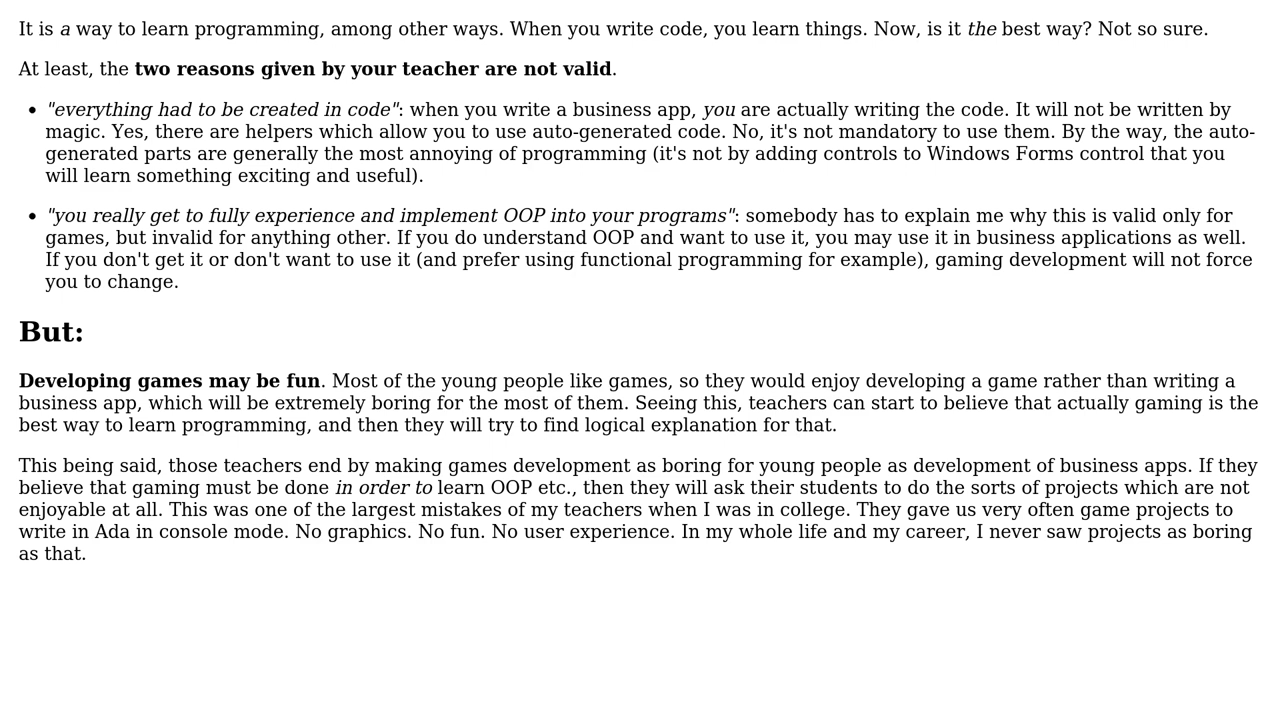 It is a way to learn programming, among other ways. When you write code, you learn things. Now, is it the best way? Not so sure.
At least, the two reasons given by your teacher are not valid.
• "everything had to be created in code": when you write a business app, you are actually writing the code. It will not be written by
magic. Yes, there are helpers which allow you to use auto-generated code. No, it's not mandatory to use them. By the way, the auto-
generated parts are generally the most annoying of programming (it's not by adding controls to Windows Forms control that you
will learn something exciting and useful).
• "you really get to fully experience and implement OOP into your programs": somebody has to explain me why this is valid only for
games, but invalid for anything other. If you do understand OOP and want to use it, you may use it in business applications as well.
If you don't get it or don't want to use it (and prefer using functional programming for example), gaming development will not force
you to change.
But:
Developing games may be fun. Most of the young people like games, so they would enjoy developing a game rather than writing a
business app, which will be extremely boring for the most of them. Seeing this, teachers can start to believe that actually gaming is the
best way to learn programming, and then they will try to find logical explanation for that.
This being said, those teachers end by making games development as boring for young people as development of business apps. If they
believe that gaming must be done in order to learn OOP etc., then they will ask their students to do the sorts of projects which are not
enjoyable at all. This was one of the largest mistakes of my teachers when I was in college. They gave us very often game projects to
write in Ada in console mode. No graphics. No fun. No user experience. In my whole life and my career, I never saw projects as boring
as that.